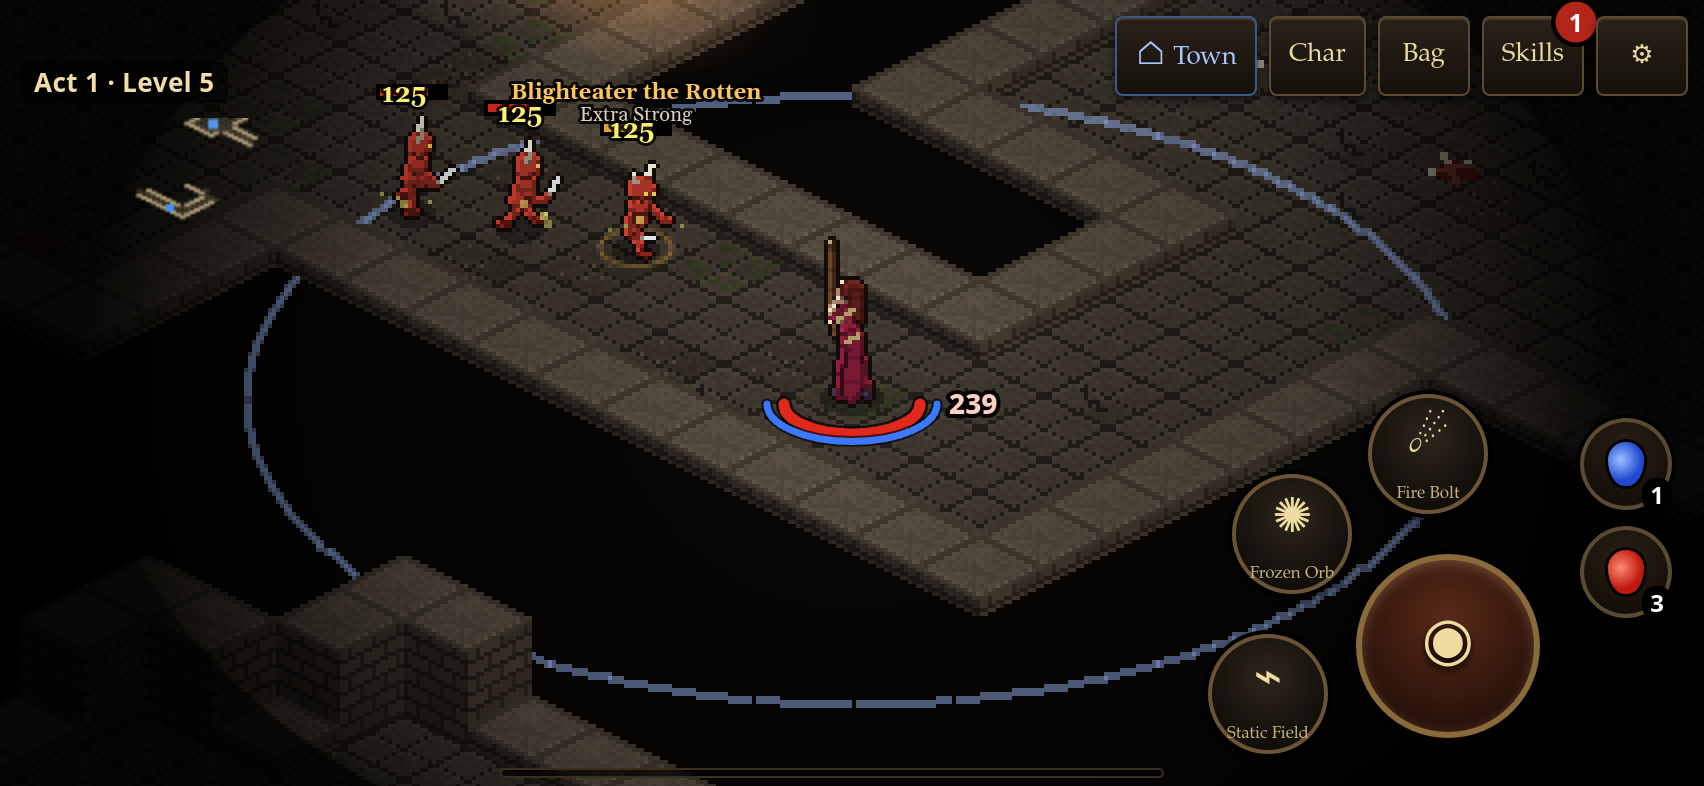 Act 1 · Level 5
Town
Char
Bag
Skills
1
125
125
125
Blighteater the Rotten
Extra Strong
239
Fire Bolt
Frozen Orb
Static Field
1
3